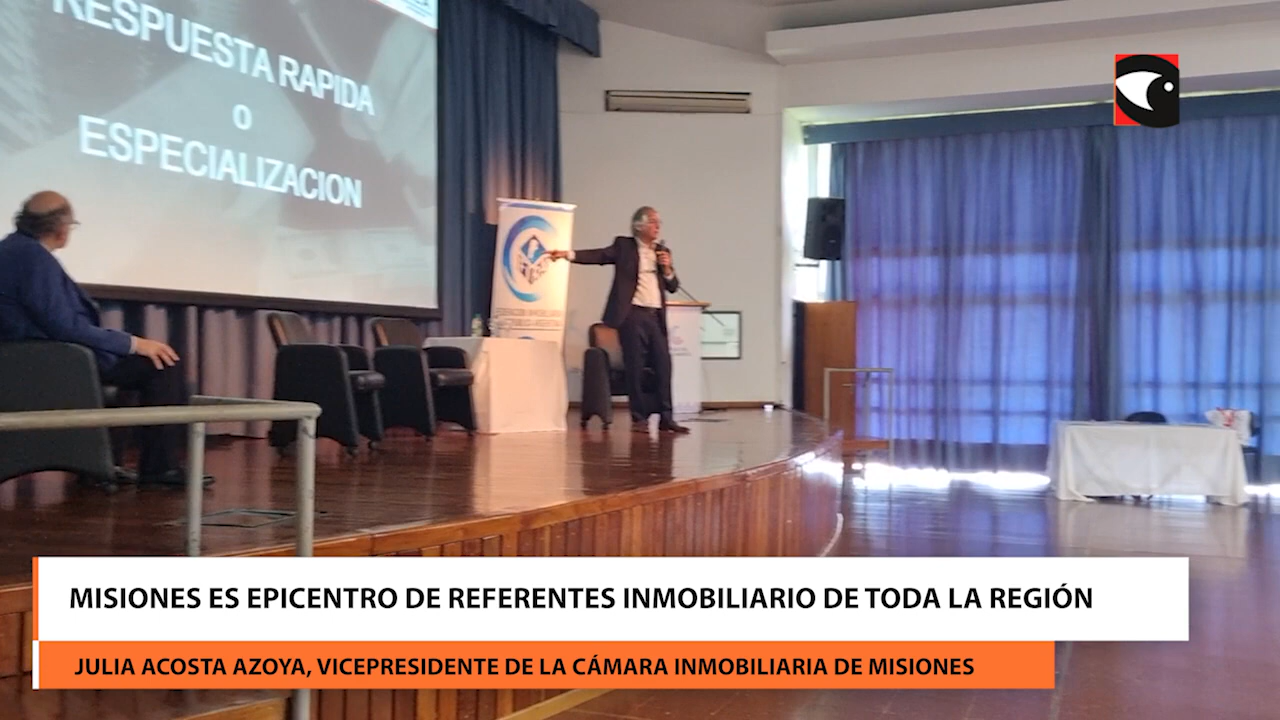 RESPUESTA RAPIDA
o
ESPECIALIZACION
MISIONES ES EPICENTRO DE REFERENTES INMOBILIARIO DE TODA LA REGIÓN
JULIA ACOSTA AZOYA, VICEPRESIDENTE DE LA CÁMARA INMOBILIARIA DE MISIONES